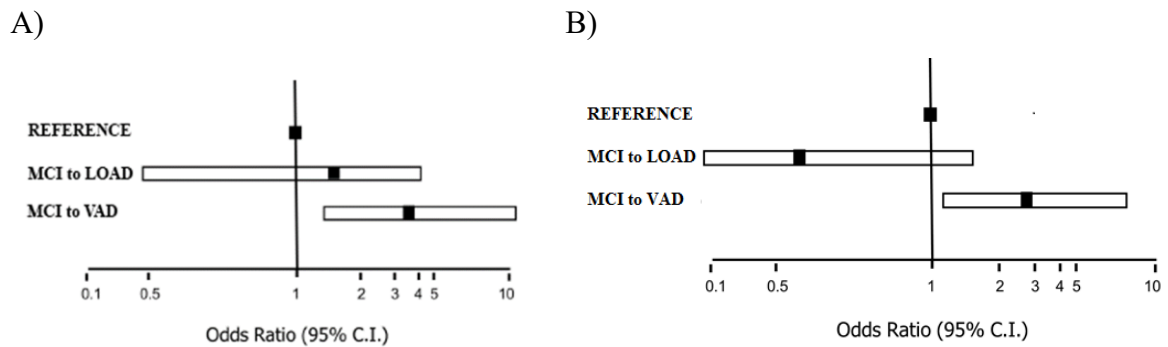 A)
REFERENCE
MCI to LOAD
MCI to VAD
0.1 0.5 1 2 3 4 5 10
Odds Ratio (95% C.I.)
B)
REFERENCE
MCI to LOAD
MCI to VAD
0.1 0.5 1 2 3 4 5 10
Odds Ratio (95% C.I.)